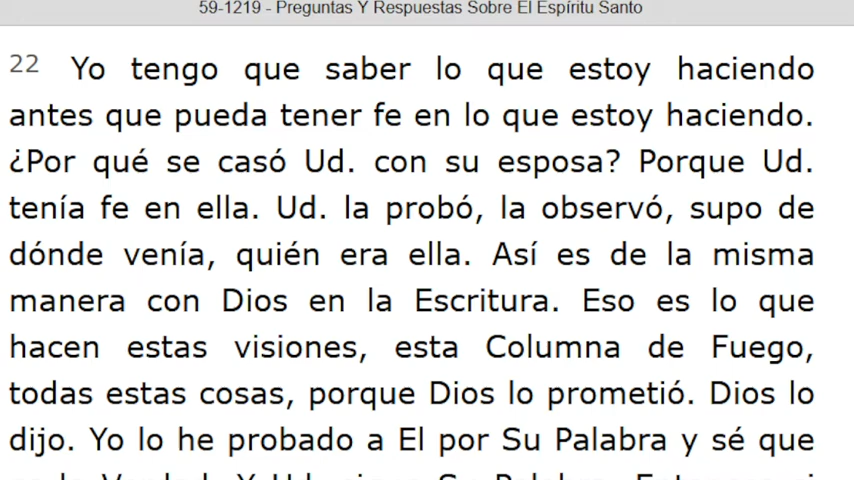 59-1219 - Preguntas Y Respuestas Sobre El Espíritu Santo
22 Yo tengo que saber lo que estoy haciendo
antes que pueda tener fe en lo que estoy haciendo.
¿Por qué se casó Ud. con su esposa? Porque Ud.
tenía fe en ella. Ud. la probó, la observó, supo de
dónde venía, quién era ella. Así es de la misma
manera con Dios en la Escritura. Eso es lo que
hacen estas visiones, esta Columna de Fuego,
todas estas cosas, porque Dios lo prometió. Dios lo
dijo. Yo lo he probado a El por Su Palabra y sé que